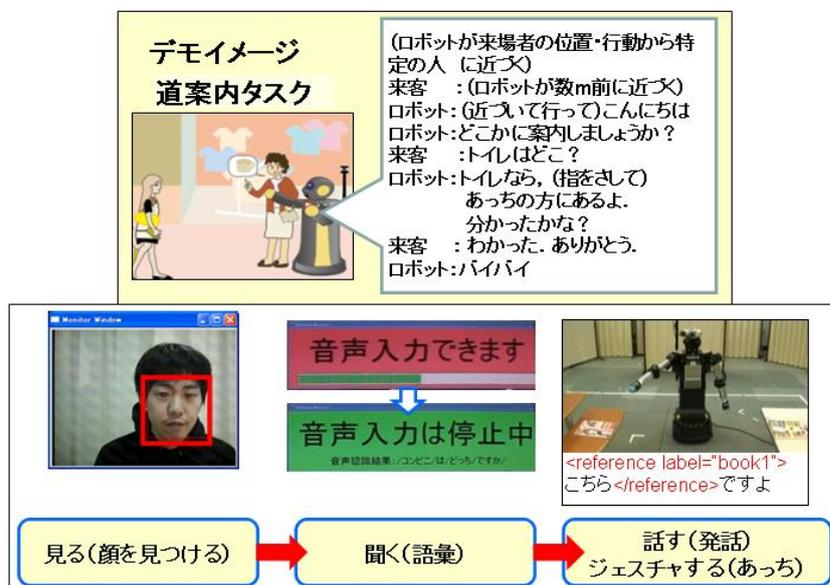 デモイメージ
道案内タスク
(ロボットが来場者の位置・行動から特
定の人 に近づく)
来客 :(ロボットが数m前に近づく)
ロボット:(近づいて行って)こんにちは
ロボット:どこかに案内しましょうか?
来客 :トイレはどこ?
ロボット:トイレなら,(指をさして)
あっちの方にあるよ.
分かったかな?
来客 :わかった.ありがとう.
ロボット:バイバイ
Monitor Window
音声入力できます
音声入力は停止中
音声認識結果:/コンビニ/は/どっち/ですか/
<reference label="book1">
こちら</reference>ですよ
見る(顔を見つける)
聞く(語彙)
話す(発話)
ジェスチャする(あっち)